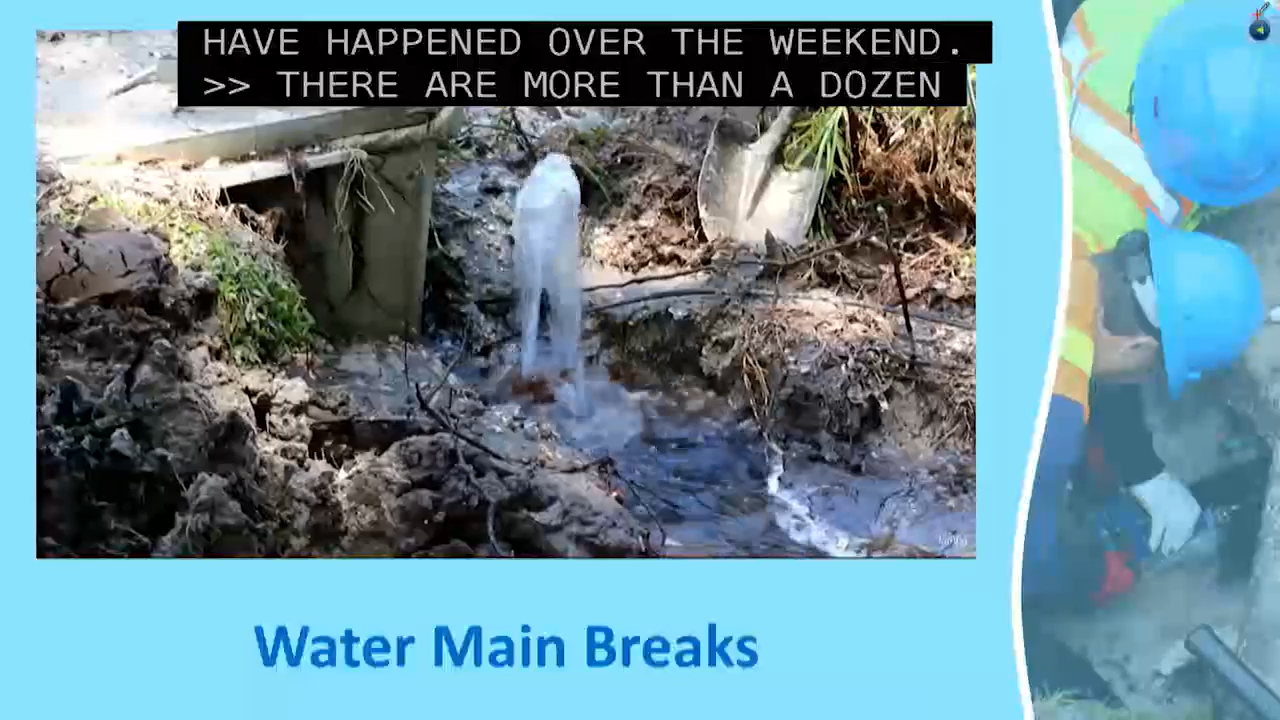 HAVE HAPPENED OVER THE WEEKEND.
>> THERE ARE MORE THAN A DOZEN
Water Main Breaks